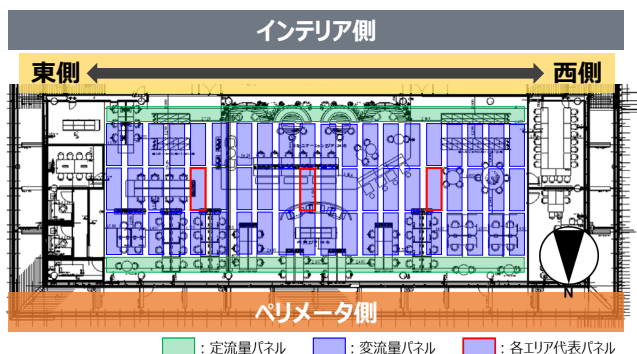 インテリア側
東側
西側
ペリメータ側
N
：定流量パネル
：変流量パネル
：各エリア代表パネル